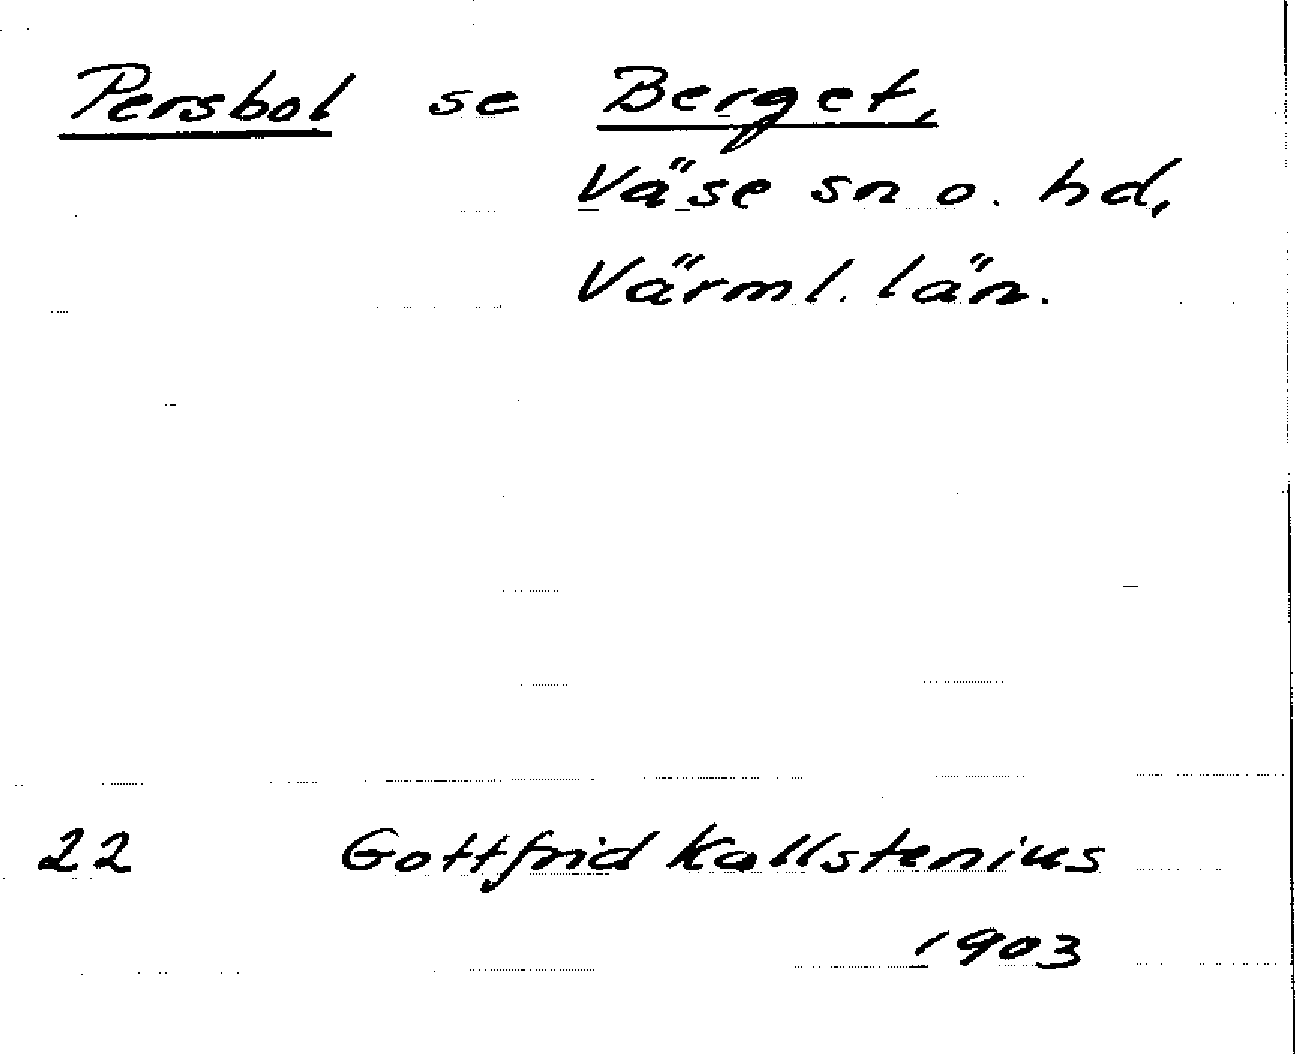 Persbol se Berget,
Väse sn o. hd,
Värml. län.
22 Gottfrid Kallstenius
1903